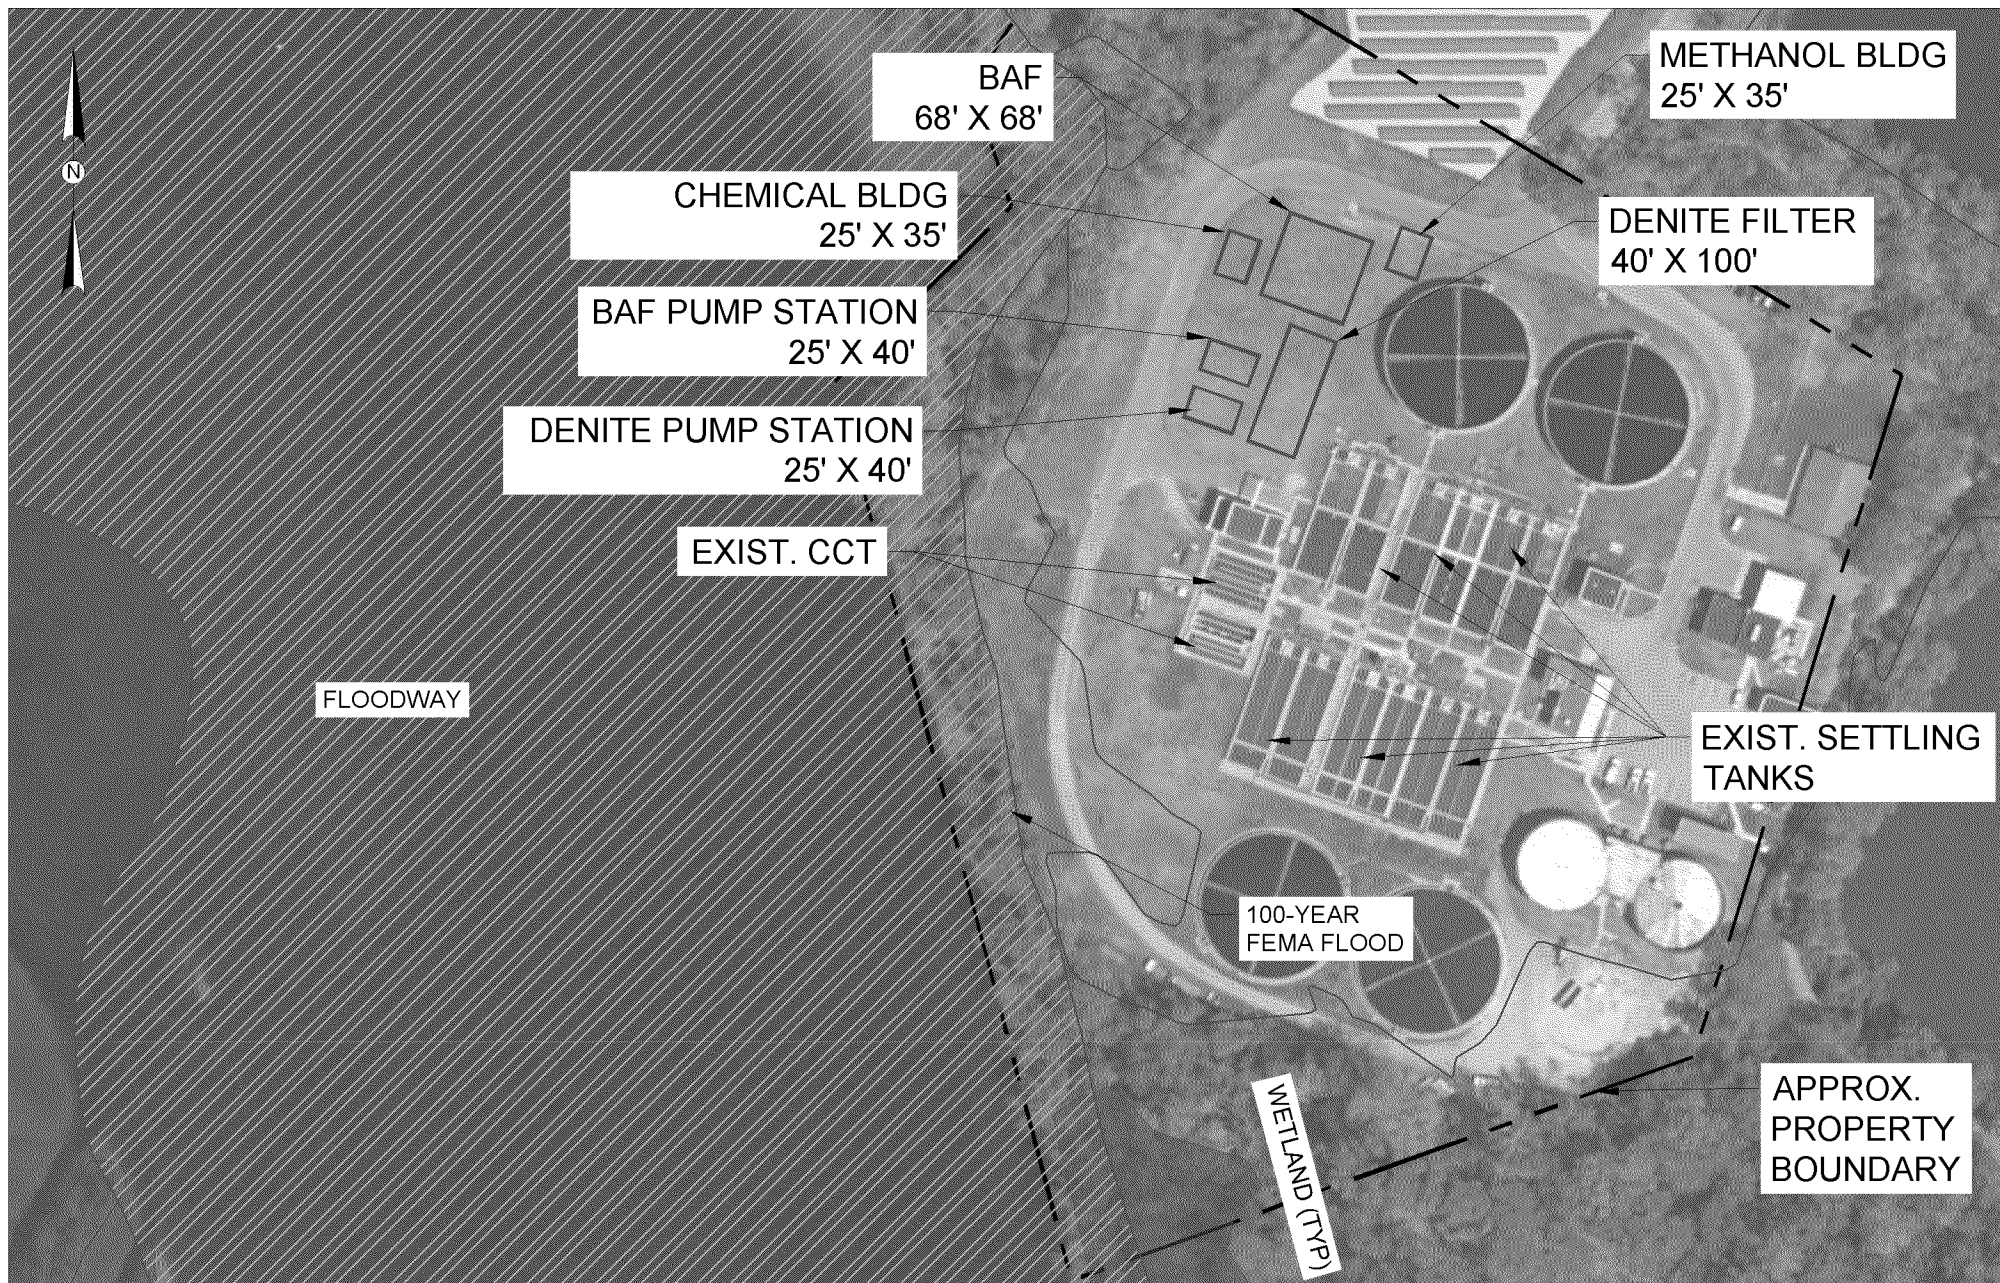 BAF
68' X 68'
METHANOL BLDG
25' X 35'
N
CHEMICAL BLDG
25' X 35'
DENITE FILTER
40' X 100'
BAF PUMP STATION
25' X 40'
DENITE PUMP STATION
25' X 40'
EXIST. CCT
FLOODWAY
EXIST. SETTLING
TANKS
100-YEAR
FEMA FLOOD
WETLAND (TYP)
APPROX.
PROPERTY
BOUNDARY